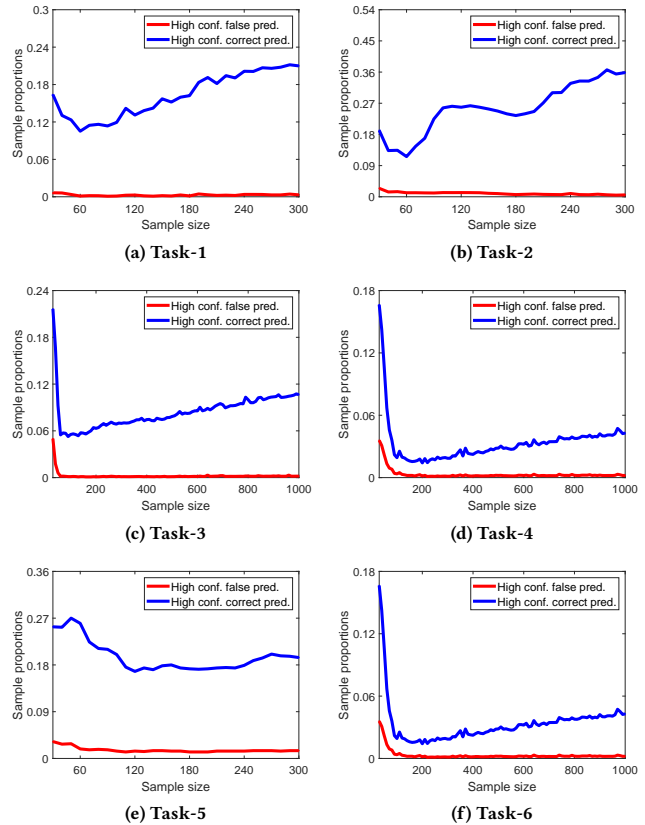 0.3
0.24
0.18
0.12
0.06
0
Sample proportions
High conf. false pred.
High conf. correct pred.
60 120 180 240 300
Sample size
(a) Task-1
0.54
0.45
0.36
0.27
0.18
0.09
0
Sample proportions
High conf. false pred.
High conf. correct pred.
60 120 180 240 300
Sample size
(b) Task-2
0.24
0.18
0.12
0.06
0
Sample proportions
High conf. false pred.
High conf. correct pred.
200 400 600 800 1000
Sample size
(c) Task-3
0.18
0.12
0.06
0
Sample proportions
High conf. false pred.
High conf. correct pred.
200 400 600 800 1000
Sample size
(d) Task-4
0.36
0.27
0.18
0.09
0
Sample proportions
High conf. false pred.
High conf. correct pred.
60 120 180 240 300
Sample size
(e) Task-5
0.18
0.12
0.06
0
Sample proportions
High conf. false pred.
High conf. correct pred.
200 400 600 800 1000
Sample size
(f) Task-6